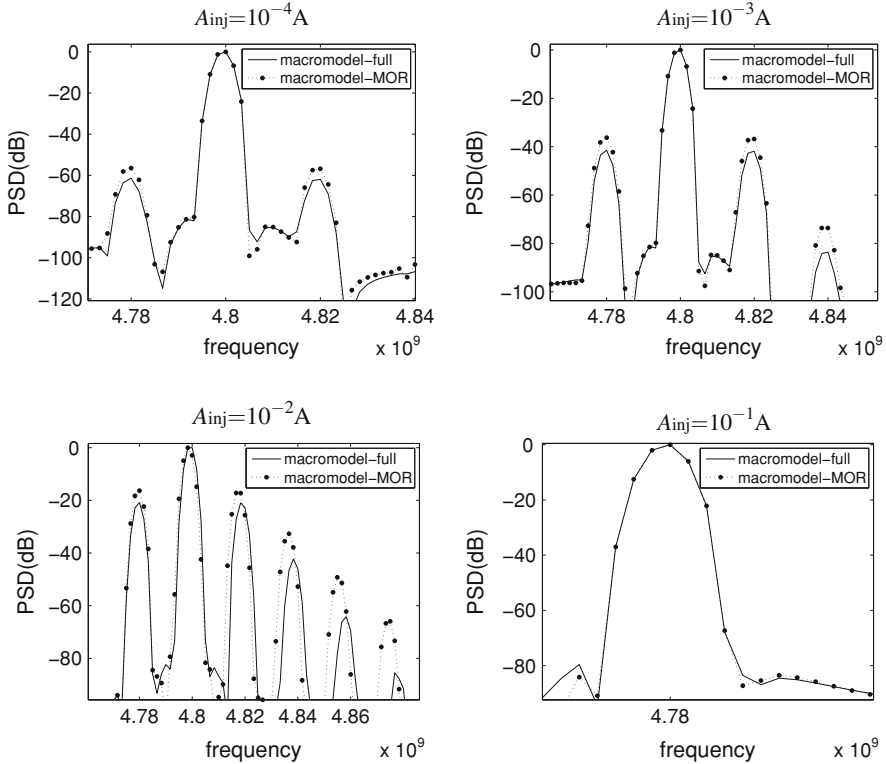 Ainj=10−4A
0
−20
−40
−60
−80
−100
−120
PSD(dB)
macromodel−full
macromodel−MOR
4.78
4.8
4.82
4.84
frequency
x 10^9
Ainj=10−3A
0
−20
−40
−60
−80
−100
PSD(dB)
macromodel−full
macromodel−MOR
4.78
4.8
4.82
4.84
frequency
x 10^9
Ainj=10−2A
0
−20
−40
−60
−80
PSD(dB)
macromodel−full
macromodel−MOR
4.78
4.8
4.82
4.84
4.86
frequency
x 10^9
Ainj=10−1A
0
−20
−40
−60
−80
PSD(dB)
macromodel−full
macromodel−MOR
4.78
frequency
x 10^9